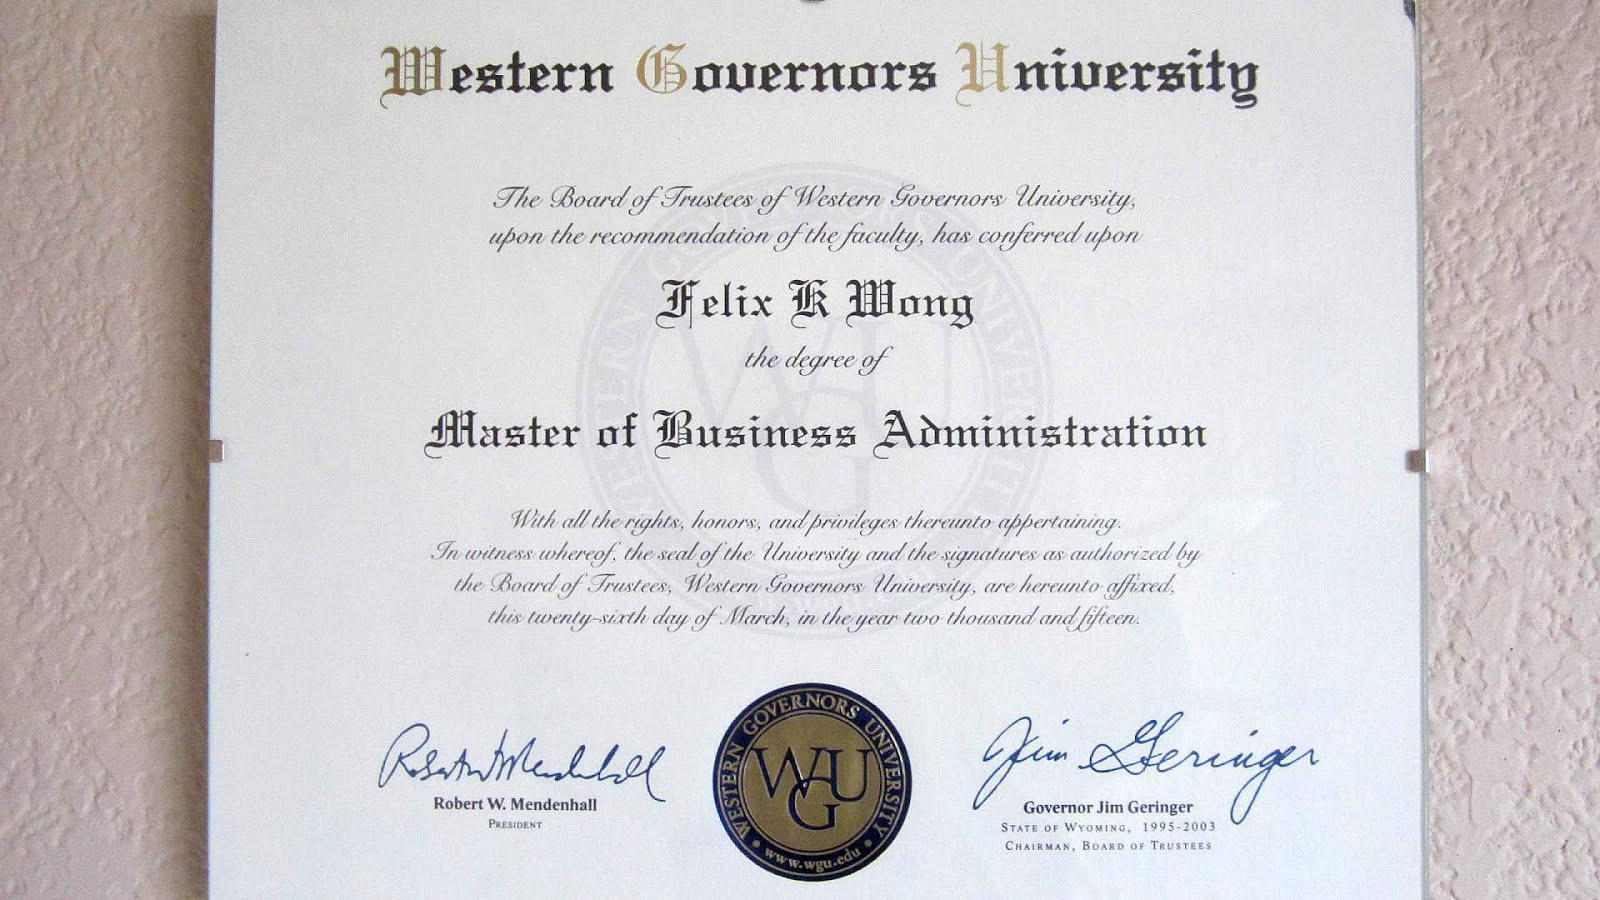 Western Governors University
The Board of Trustees of Western Governors University,
upon the recommendation of the faculty, has conferred upon
Felix K Wong
the degree of
Master of Business Administration
With all the rights, honors, and privileges thereunto appertaining.
In witness whereof, the seal of the University and the signatures as authorized by
the Board of Trustees, Western Governors University, are hereunto affixed,
this twenty-sixth day of March, in the year two thousand and fifteen.
Robert W Mendenhall
Robert W. Mendenhall
PRESIDENT
WESTERN GOVERNORS UNIVERSITY
WGU
www.wgu.edu
Jim Geringer
Governor Jim Geringer
STATE OF WYOMING, 1995-2003
CHAIRMAN, BOARD OF TRUSTEES